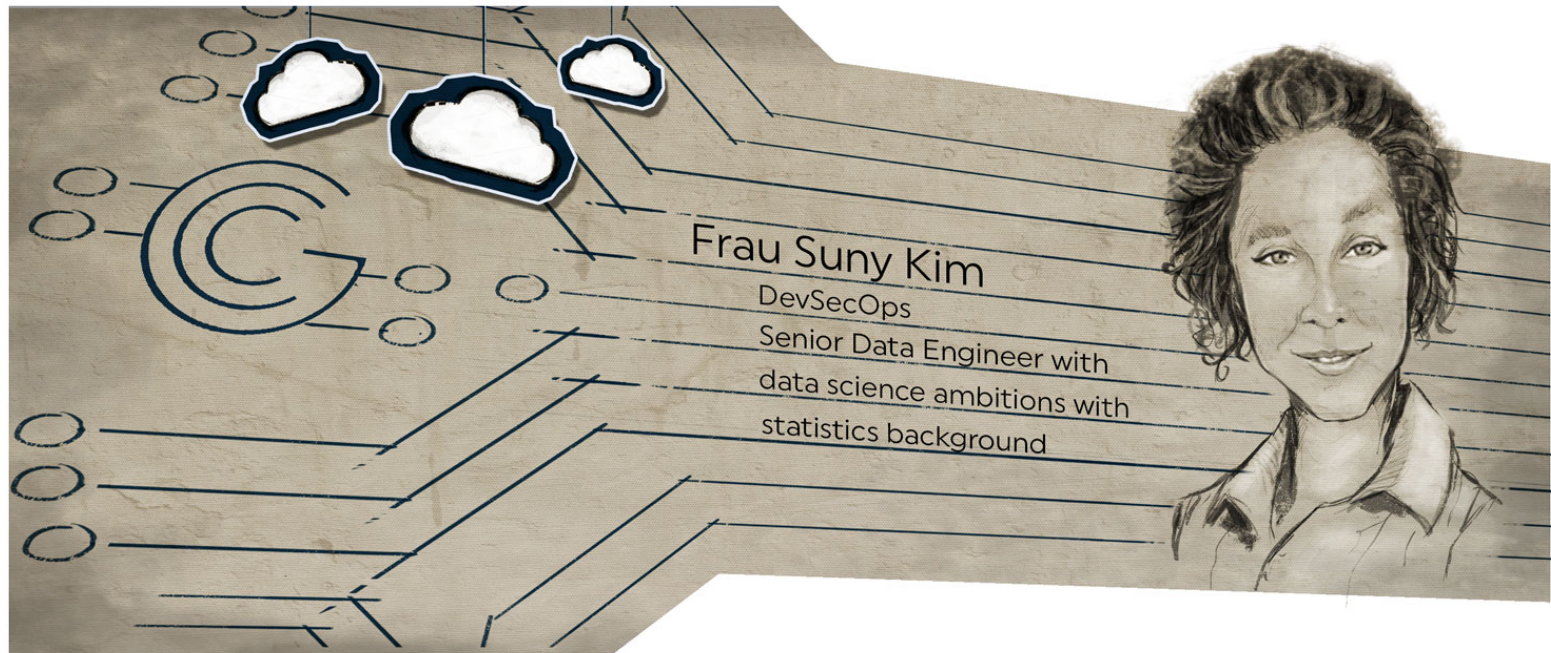 Frau Suny Kim
DevSecOps
Senior Data Engineer with
data science ambitions with
statistics background